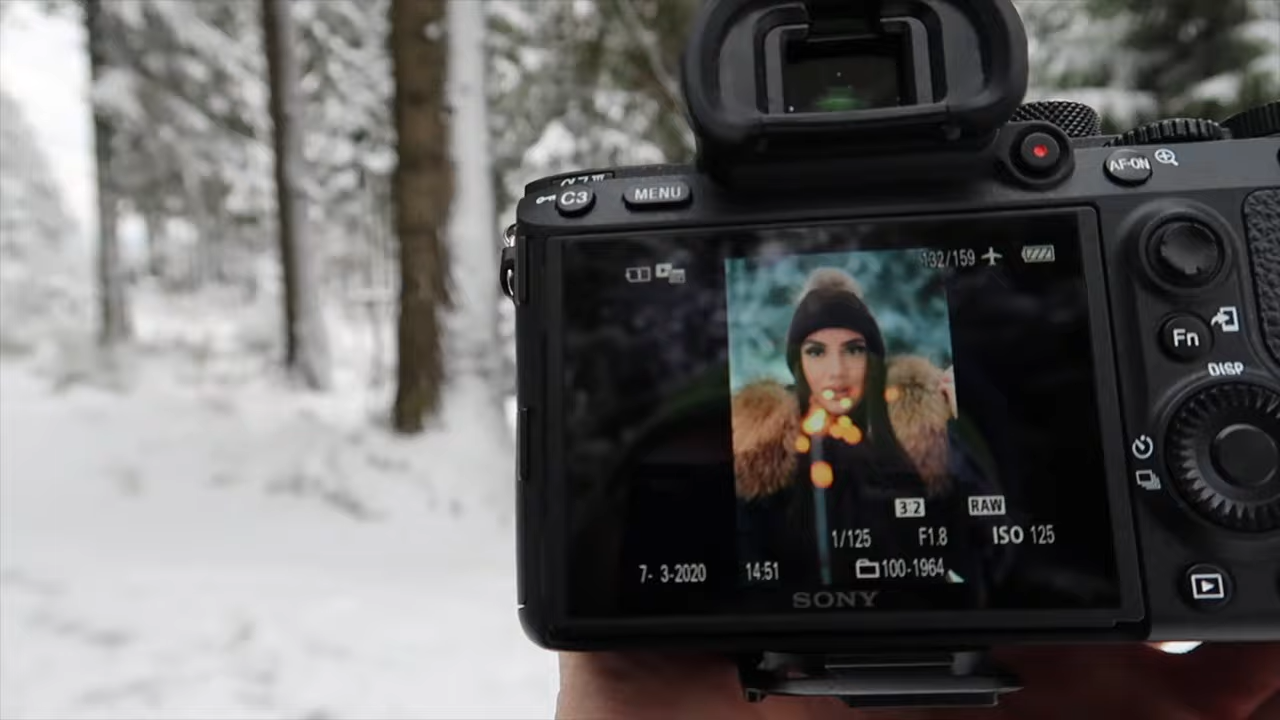 C3
MENU
AF-ON
132/159
Fn
DISP
3:2
RAW
1/125
F1.8
ISO 125
7- 3-2020
14:51
100-1964
SONY